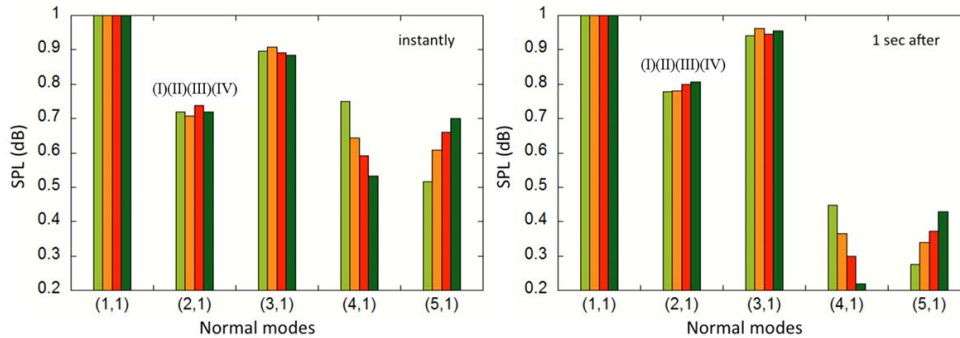 1
0.9
0.8
0.7
0.6
0.5
0.4
0.3
0.2
SPL (dB)
instantly
(I)(II)(III)(IV)
(1,1) (2,1) (3,1) (4,1) (5,1)
Normal modes
1
0.9
0.8
0.7
0.6
0.5
0.4
0.3
0.2
SPL (dB)
1 sec after
(I)(II)(III)(IV)
(1,1) (2,1) (3,1) (4,1) (5,1)
Normal modes